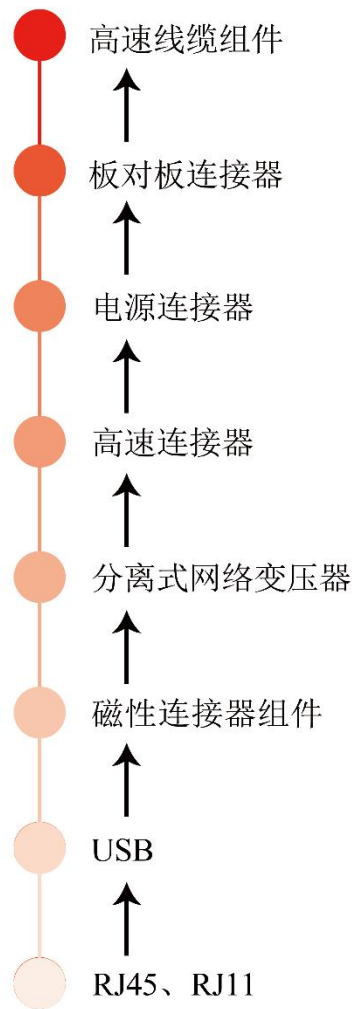 高速线缆组件
板对板连接器
电源连接器
高速连接器
分离式网络变压器
磁性连接器组件
USB
RJ45、RJ11